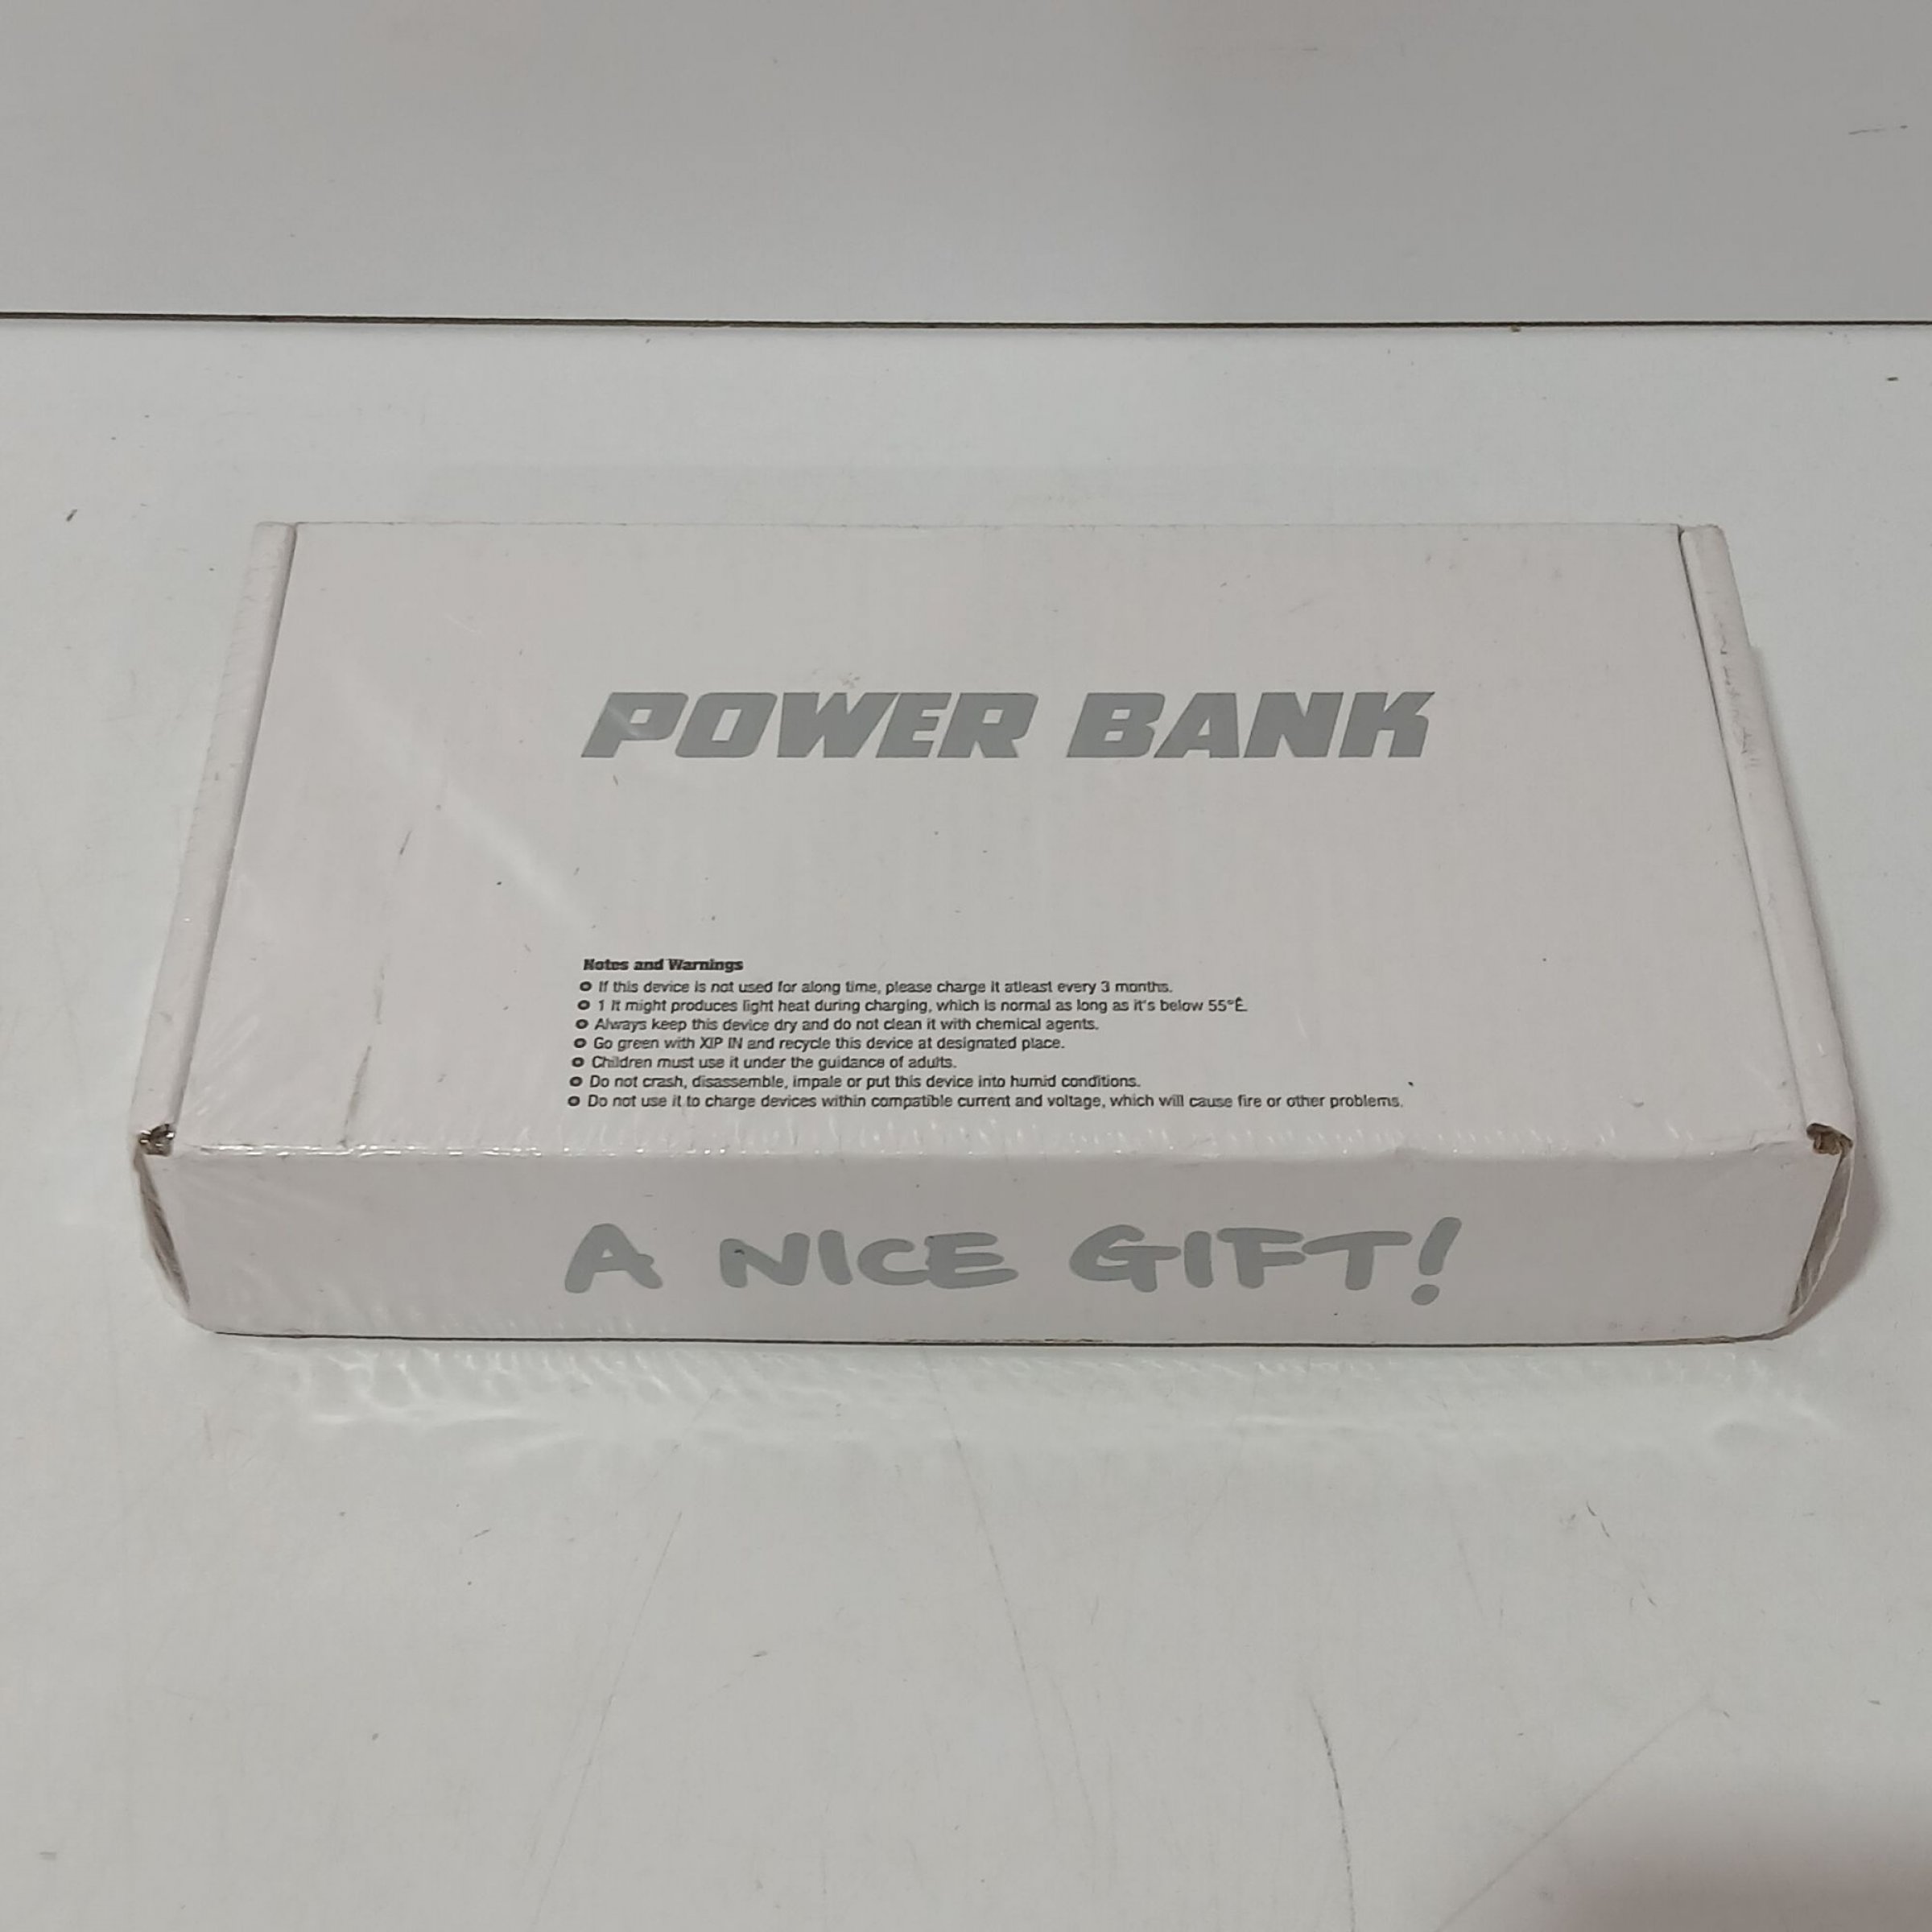 POWER BANK
Notes and Warnings
If this device is not used for along time, please charge it atleast every 3 months.
1 It might produces light heat during charging, which is normal as long as it's below 55°È
Always keep this device dry and do not clean it with chemical agents.
Go green with XIP IN and recycle this device at designated place.
Children must use it under the guidance of adults.
Do not crash, disassemble, impale or put this device into humid conditions.
Do not use it to charge devices within compatible current and voltage, which will cause fire or other problems.
A NICE GIFT!